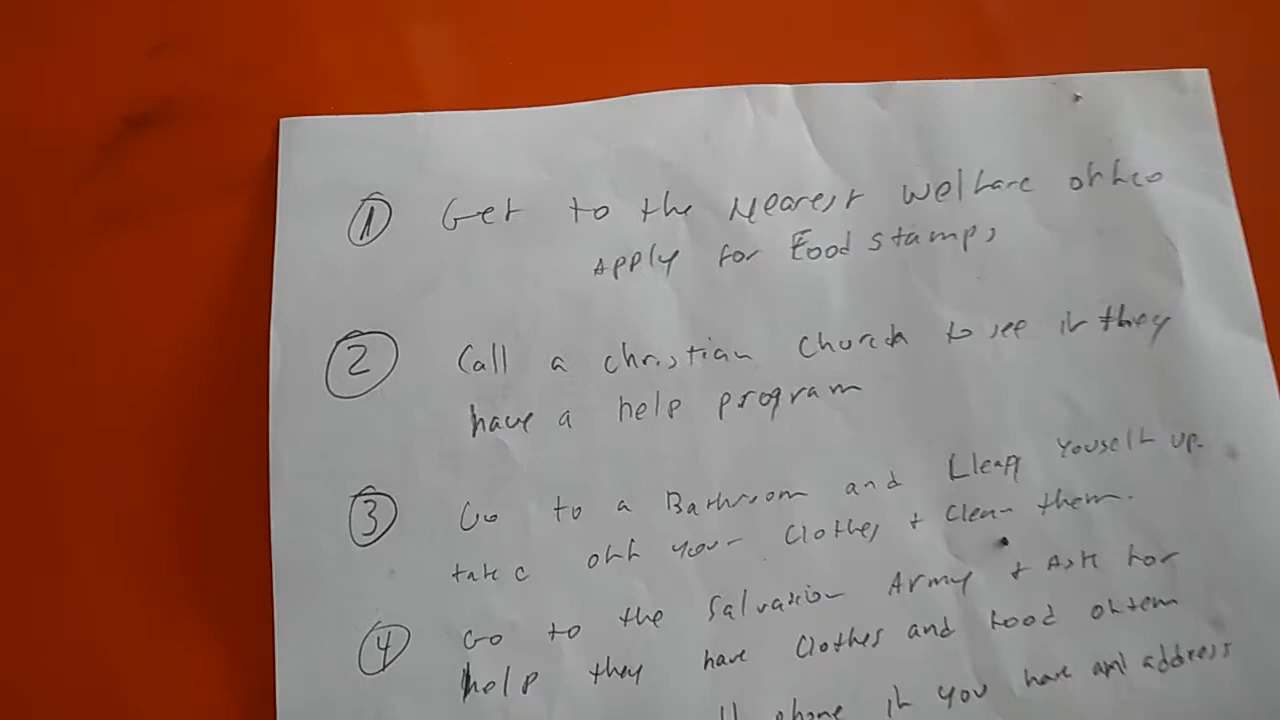 ① Get to the Nearest welfare office
Apply for Food stamps
② Call a christian church to see if they
have a help program
③ Go to a Bathroom and Clean Youself up.
take off your clothes + clean them.
④ Go to the Salvation Army + Ask for
help they have clothes and food often
phone if you have an address